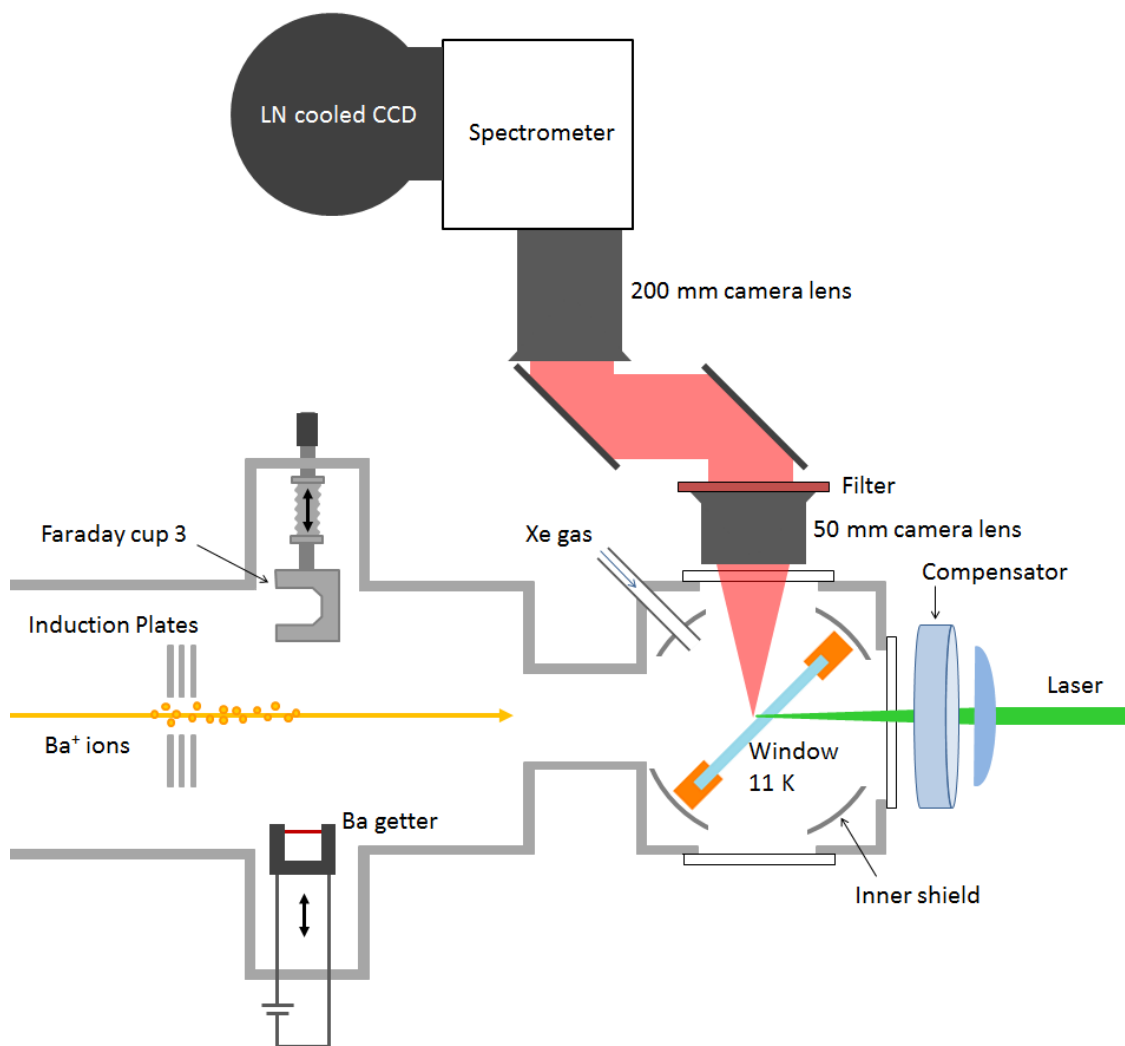 LN cooled CCD
Spectrometer
200 mm camera lens
Filter
50 mm camera lens
Xe gas
Faraday cup 3
Compensator
Induction Plates
Laser
Ba⁺ ions
Window
11 K
Ba getter
Inner shield